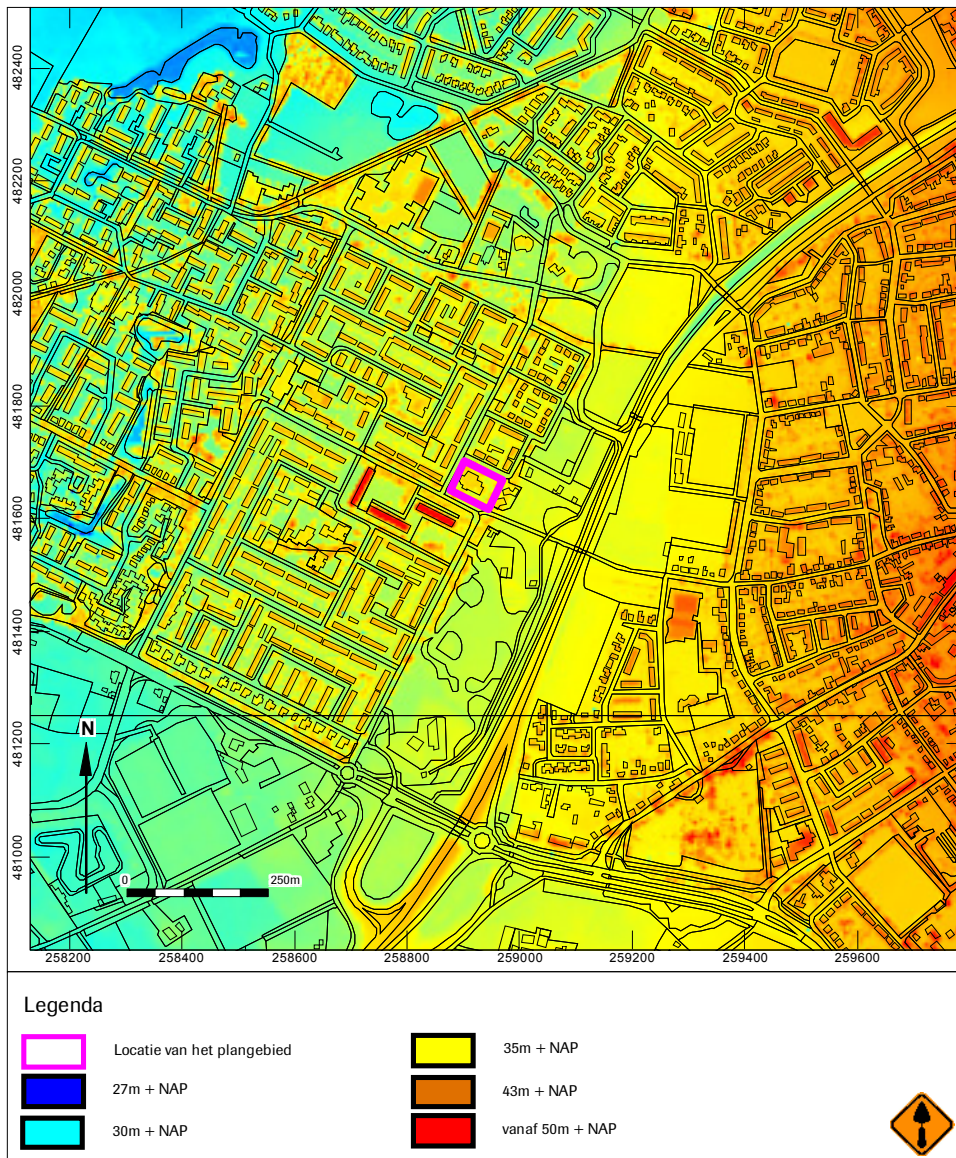 482400
482200
482000
481800
481600
481400
481200
481000
N
0 250m
258200 258400 258600 258800 259000 259200 259400 259600
Legenda
Locatie van het plangebied
27m + NAP
30m + NAP
35m + NAP
43m + NAP
vanaf 50m + NAP